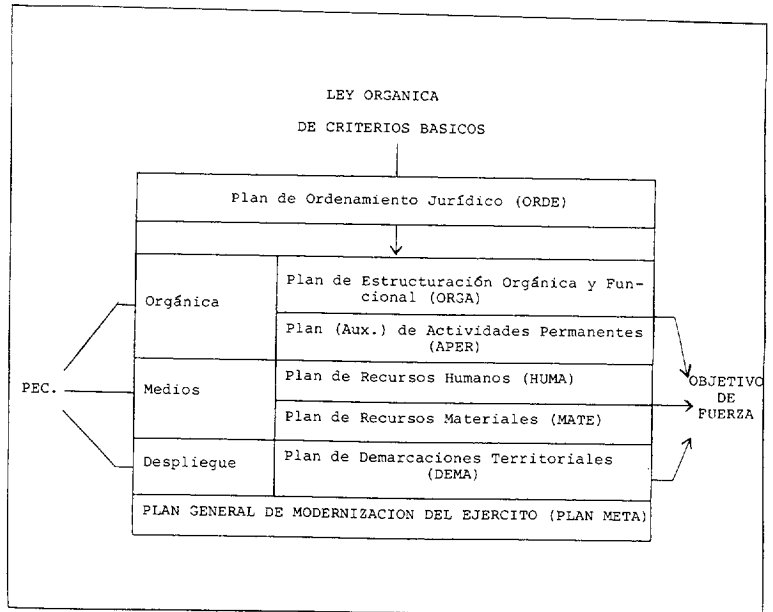 LEY ORGANICA
DE CRITERIOS BASICOS
Plan de Ordenamiento Jurídico (ORDE)
Orgánica
Plan de Estructuración Orgánica y Fun-
cional (ORGA)
Plan (Aux.) de Actividades Permanentes
(APER)
PEC.
Medios
Plan de Recursos Humanos (HUMA)
Plan de Recursos Materiales (MATE)
OBJETIVO
DE
FUERZA
Despliegue
Plan de Demarcaciones Territoriales
(DEMA)
PLAN GENERAL DE MODERNIZACION DEL EJERCITO (PLAN META)